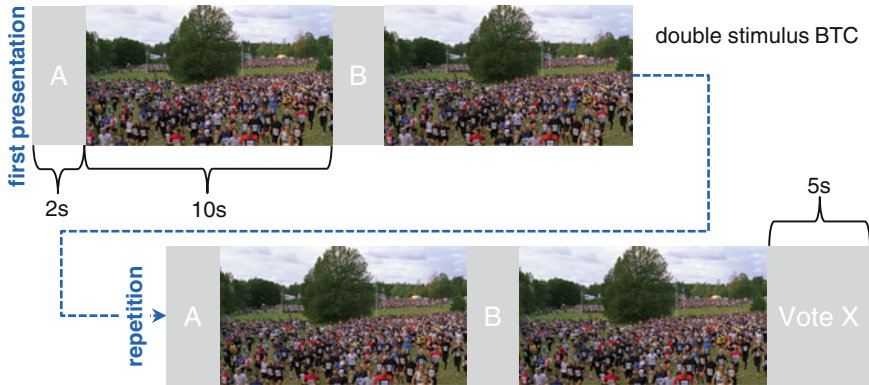 first presentation
A
B
double stimulus BTC
2s
10s
5s
repetition
A
B
Vote X